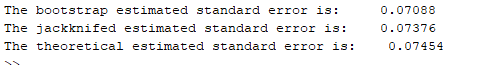 The bootstrap estimated standard error is: 0.07088
The jackknifed estimated standard error is: 0.07376
The theoretical estimated standard error is: 0.07454
>>